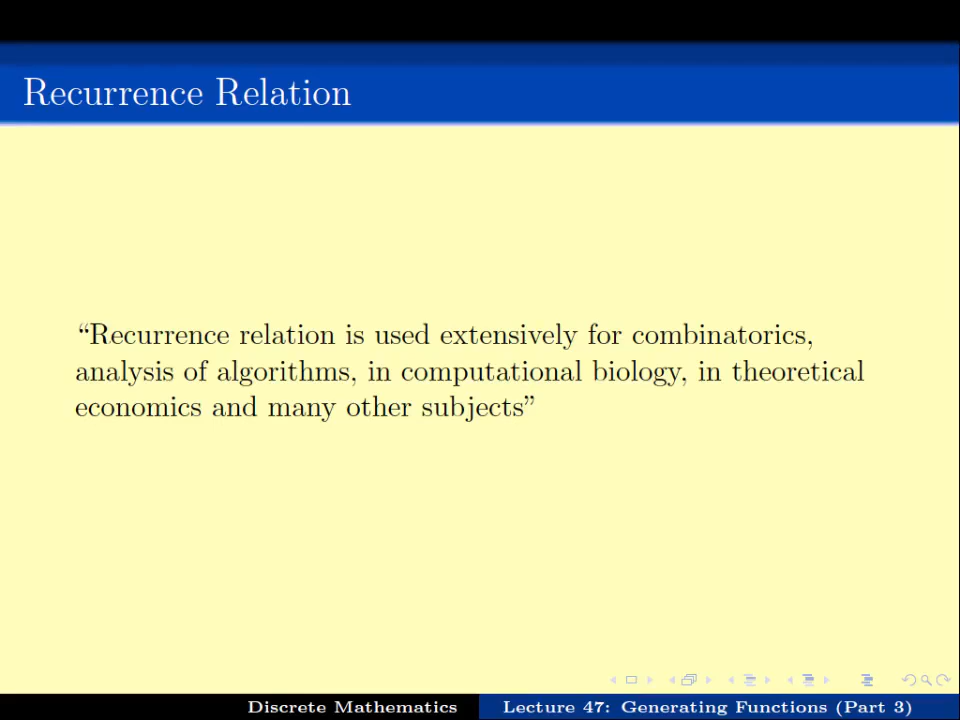 Recurrence Relation
“Recurrence relation is used extensively for combinatorics,
analysis of algorithms, in computational biology, in theoretical
economics and many other subjects”
Discrete Mathematics
Lecture 47: Generating Functions (Part 3)